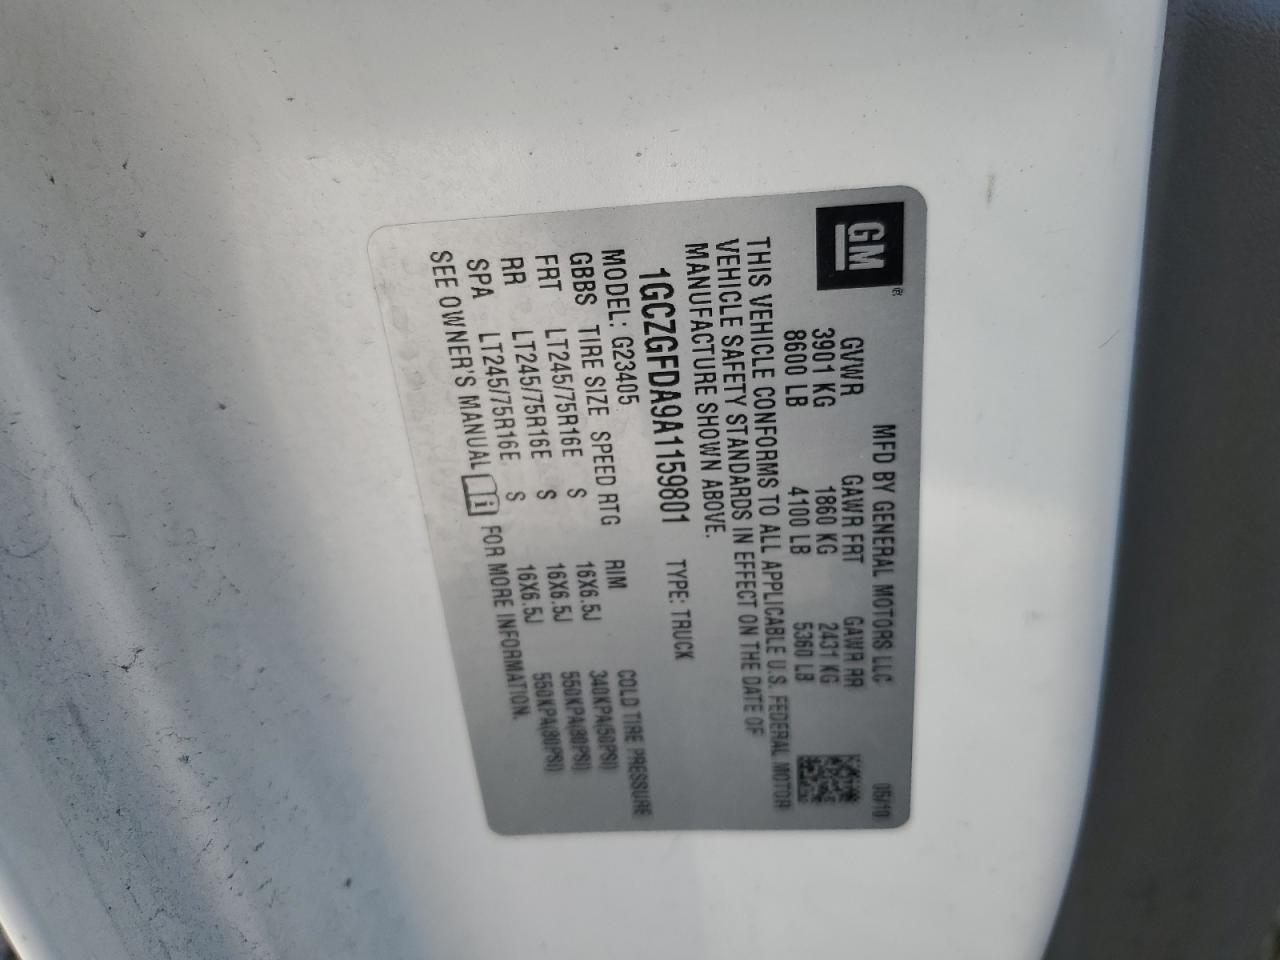 GM ®
MFD BY GENERAL MOTORS LLC 05/10
GVWR GAWR FRT GAWR RR
3901 KG 1860 KG 2431 KG
8600 LB 4100 LB 5360 LB
THIS VEHICLE CONFORMS TO ALL APPLICABLE U.S. FEDERAL MOTOR
VEHICLE SAFETY STANDARDS IN EFFECT ON THE DATE OF
MANUFACTURE SHOWN ABOVE.
1GCZGFDA9A1159801 TYPE: TRUCK
MODEL: G23405
GBBS TIRE SIZE SPEED RTG RIM COLD TIRE PRESSURE
FRT LT245/75R16E S 16X6.5J 340KPA(50PSI)
RR LT245/75R16E S 16X6.5J 550KPA(80PSI)
SPA LT245/75R16E S 16X6.5J 550KPA(80PSI)
SEE OWNER'S MANUAL i FOR MORE INFORMATION.